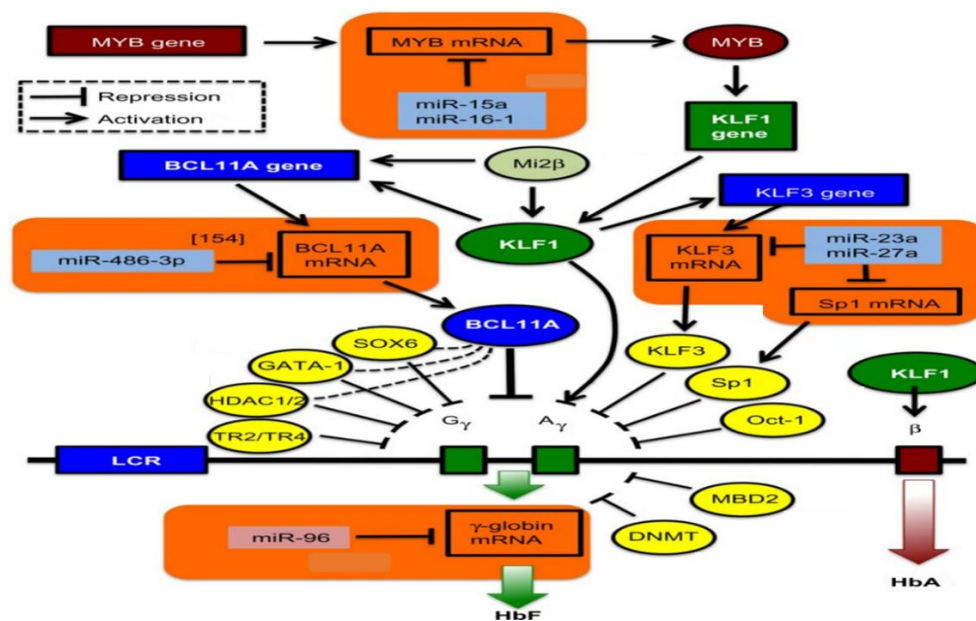 MYB gene
MYB mRNA
MYB
Repression
Activation
miR-15a
miR-16-1
KLF1
gene
BCL11A gene
Mi2β
KLF3 gene
[154]
miR-486-3p
BCL11A
mRNA
KLF1
KLF3
mRNA
miR-23a
miR-27a
Sp1 mRNA
BCL11A
SOX6
GATA-1
HDAC1/2
TR2/TR4
KLF3
Sp1
Oct-1
KLF1
Gγ
Aγ
β
LCR
MBD2
DNMT
miR-96
γ-globin
mRNA
HbF
HbA